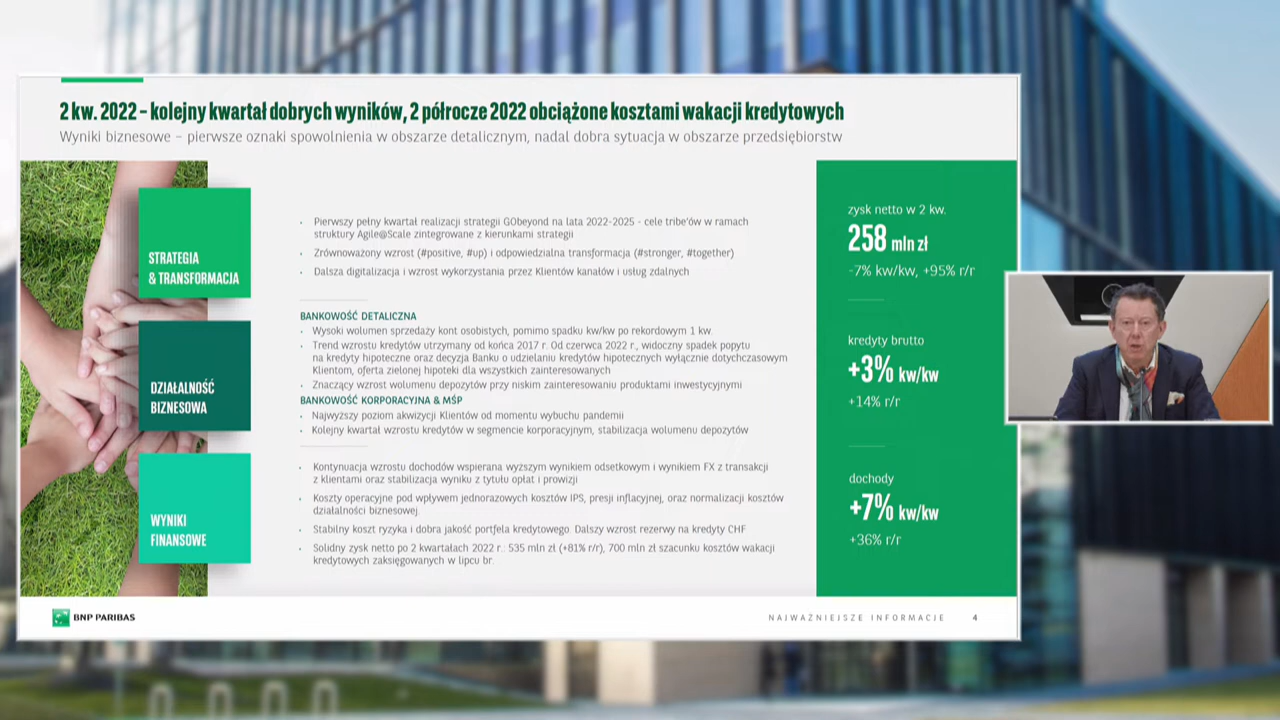 2 kw. 2022 – kolejny kwartał dobrych wyników, 2 półrocze 2022 obciążone kosztami wakacji kredytowych
Wyniki biznesowe – pierwsze oznaki spowolnienia w obszarze detalicznym, nadal dobra sytuacja w obszarze przedsiębiorstw
STRATEGIA
& TRANSFORMACJA
• Pierwszy pełny kwartał realizacji strategii GObeyond na lata 2022-2025 - cele tribe'ów w ramach
struktury Agile@Scale zintegrowane z kierunkami strategii
• Zrównoważony wzrost (#positive, #up) i odpowiedzialna transformacja (#stronger, #together)
• Dalsza digitalizacja i wzrost wykorzystania przez Klientów kanałów i usług zdalnych
DZIAŁALNOŚĆ
BIZNESOWA
BANKOWOŚĆ DETALICZNA
• Wysoki wolumen sprzedaży kont osobistych, pomimo spadku kw/kw po rekordowym 1 kw.
• Trend wzrostu kredytów utrzymany od końca 2017 r. Od czerwca 2022 r., widoczny spadek popytu
na kredyty hipoteczne oraz decyzja Banku o udzielaniu kredytów hipotecznych wyłącznie dotychczasowym
Klientom, oferta zielonej hipoteki dla wszystkich zainteresowanych
• Znaczący wzrost wolumenu depozytów przy niskim zainteresowaniu produktami inwestycyjnymi
BANKOWOŚĆ KORPORACYJNA & MŚP
• Najwyższy poziom akwizycji Klientów od momentu wybuchu pandemii
• Kolejny kwartał wzrostu kredytów w segmencie korporacyjnym, stabilizacja wolumenu depozytów
WYNIKI
FINANSOWE
• Kontynuacja wzrostu dochodów wspierana wyższym wynikiem odsetkowym i wynikiem FX z transakcji
z klientami oraz stabilizacja wyniku z tytułu opłat i prowizji
• Koszty operacyjne pod wpływem jednorazowych kosztów IPS, presji inflacyjnej, oraz normalizacji kosztów
działalności biznesowej.
• Stabilny koszt ryzyka i dobra jakość portfela kredytowego. Dalszy wzrost rezerwy na kredyty CHF
• Solidny zysk netto po 2 kwartałach 2022 r.: 535 mln zł (+81% r/r), 700 mln zł szacunku kosztów wakacji
kredytowych zaksięgowanych w lipcu br.
zysk netto w 2 kw.
258 mln zł
-7% kw/kw, +95% r/r
kredyty brutto
+3% kw/kw
+14% r/r
dochody
+7% kw/kw
+36% r/r
BNP PARIBAS
NAJWAŻNIEJSZE INFORMACJE 4